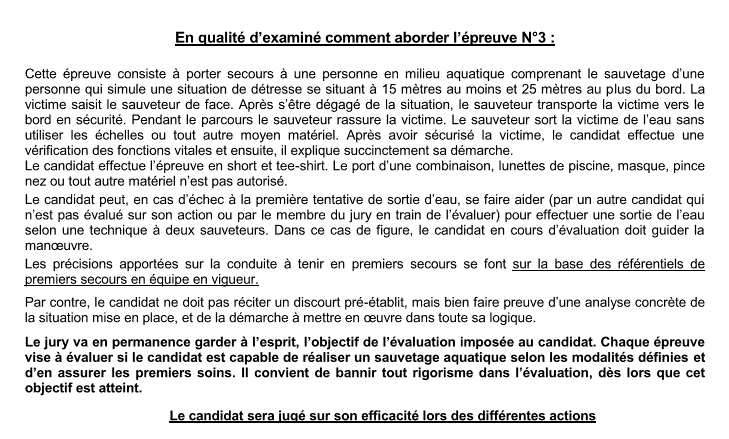 En qualité d'examiné comment aborder l'épreuve N°3 :
Cette épreuve consiste à porter secours à une personne en milieu aquatique comprenant le sauvetage d'une
personne qui simule une situation de détresse se situant à 15 mètres au moins et 25 mètres au plus du bord. La
victime saisit le sauveteur de face. Après s'être dégagé de la situation, le sauveteur transporte la victime vers le
bord en sécurité. Pendant le parcours le sauveteur rassure la victime. Le sauveteur sort la victime de l'eau sans
utiliser les échelles ou tout autre moyen matériel. Après avoir sécurisé la victime, le candidat effectue une
vérification des fonctions vitales et ensuite, il explique succinctement sa démarche.
Le candidat effectue l'épreuve en short et tee-shirt. Le port d'une combinaison, lunettes de piscine, masque, pince
nez ou tout autre matériel n'est pas autorisé.
Le candidat peut, en cas d'échec à la première tentative de sortie d'eau, se faire aider (par un autre candidat qui
n'est pas évalué sur son action ou par le membre du jury en train de l'évaluer) pour effectuer une sortie de l'eau
selon une technique à deux sauveteurs. Dans ce cas de figure, le candidat en cours d'évaluation doit guider la
manœuvre.
Les précisions apportées sur la conduite à tenir en premiers secours se font sur la base des référentiels de
premiers secours en équipe en vigueur.
Par contre, le candidat ne doit pas réciter un discourt pré-établit, mais bien faire preuve d'une analyse concrète de
la situation mise en place, et de la démarche à mettre en œuvre dans toute sa logique.
Le jury va en permanence garder à l'esprit, l'objectif de l'évaluation imposée au candidat. Chaque épreuve
vise à évaluer si le candidat est capable de réaliser un sauvetage aquatique selon les modalités définies et
d'en assurer les premiers soins. Il convient de bannir tout rigorisme dans l'évaluation, dès lors que cet
objectif est atteint.
Le candidat sera jugé sur son efficacité lors des différentes actions